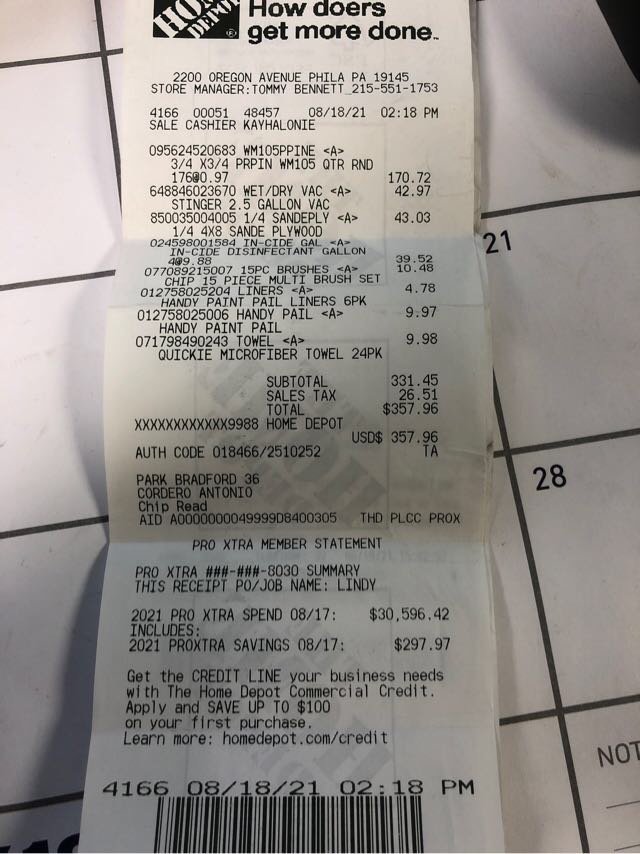 THE HOME DEPOT
How doers
get more done.
2200 OREGON AVENUE PHILA PA 19145
STORE MANAGER:TOMMY BENNETT 215-551-1753
4166 00051 48457 08/18/21 02:18 PM
SALE CASHIER KAYHALONIE
095624520683 WM105PPINE <A>
3/4 X3/4 PRPIN WM105 QTR RND
176@0.97 170.72
648846023670 WET/DRY VAC <A> 42.97
STINGER 2.5 GALLON VAC
850035004005 1/4 SANDEPLY <A> 43.03
1/4 4X8 SANDE PLYWOOD
024598001584 IN-CIDE GAL <A>
IN-CIDE DISINFECTANT GALLON
4@9.88 39.52
077089215007 15PC BRUSHES <A> 10.48
CHIP 15 PIECE MULTI BRUSH SET
012758025204 LINERS <A> 4.78
HANDY PAINT PAIL LINERS 6PK
012758025006 HANDY PAIL <A> 9.97
HANDY PAINT PAIL
071798490243 TOWEL <A> 9.98
QUICKIE MICROFIBER TOWEL 24PK
SUBTOTAL 331.45
SALES TAX 26.51
TOTAL $357.96
XXXXXXXXXXXX9988 HOME DEPOT
USD$ 357.96
AUTH CODE 018466/2510252 TA
PARK BRADFORD 36
CORDERO ANTONIO
Chip Read
AID A0000000049999D8400305 THD PLCC PROX
PRO XTRA MEMBER STATEMENT
PRO XTRA ###-###-8030 SUMMARY
THIS RECEIPT PO/JOB NAME: LINDY
2021 PRO XTRA SPEND 08/17: $30,596.42
INCLUDES:
2021 PROXTRA SAVINGS 08/17: $297.97
Get the CREDIT LINE your business needs
with The Home Depot Commercial Credit.
Apply and SAVE UP TO $100
on your first purchase.
Learn more: homedepot.com/credit
4166 08/18/21 02:18 PM
21
28